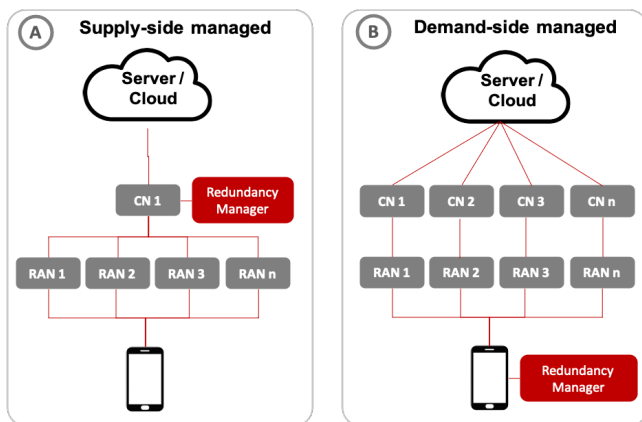 A
Supply-side managed
Server /
Cloud
CN 1
Redundancy
Manager
RAN 1
RAN 2
RAN 3
RAN n
B
Demand-side managed
Server /
Cloud
CN 1
CN 2
CN 3
CN n
RAN 1
RAN 2
RAN 3
RAN n
Redundancy
Manager